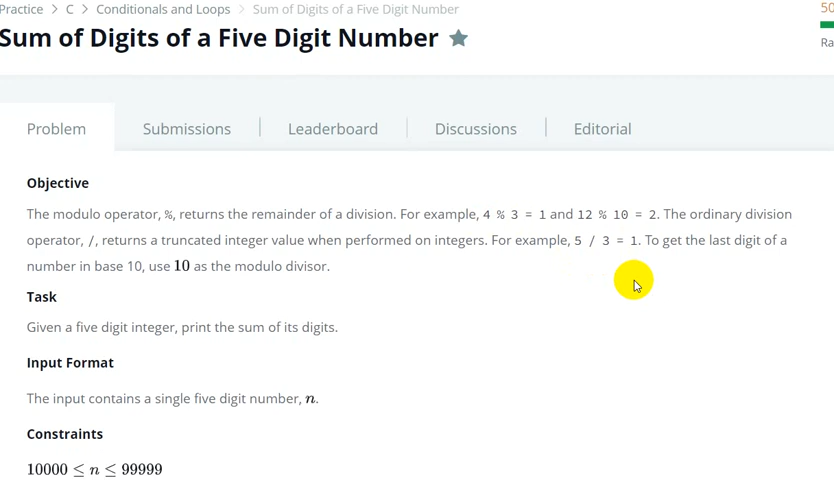 Practice > C > Conditionals and Loops > Sum of Digits of a Five Digit Number
50
Sum of Digits of a Five Digit Number
Ra
Problem
Submissions
Leaderboard
Discussions
Editorial
Objective
The modulo operator, %, returns the remainder of a division. For example, 4 % 3 = 1 and 12 % 10 = 2. The ordinary division
operator, /, returns a truncated integer value when performed on integers. For example, 5 / 3 = 1. To get the last digit of a
number in base 10, use 10 as the modulo divisor.
Task
Given a five digit integer, print the sum of its digits.
Input Format
The input contains a single five digit number, n.
Constraints
10000 ≤ n ≤ 99999